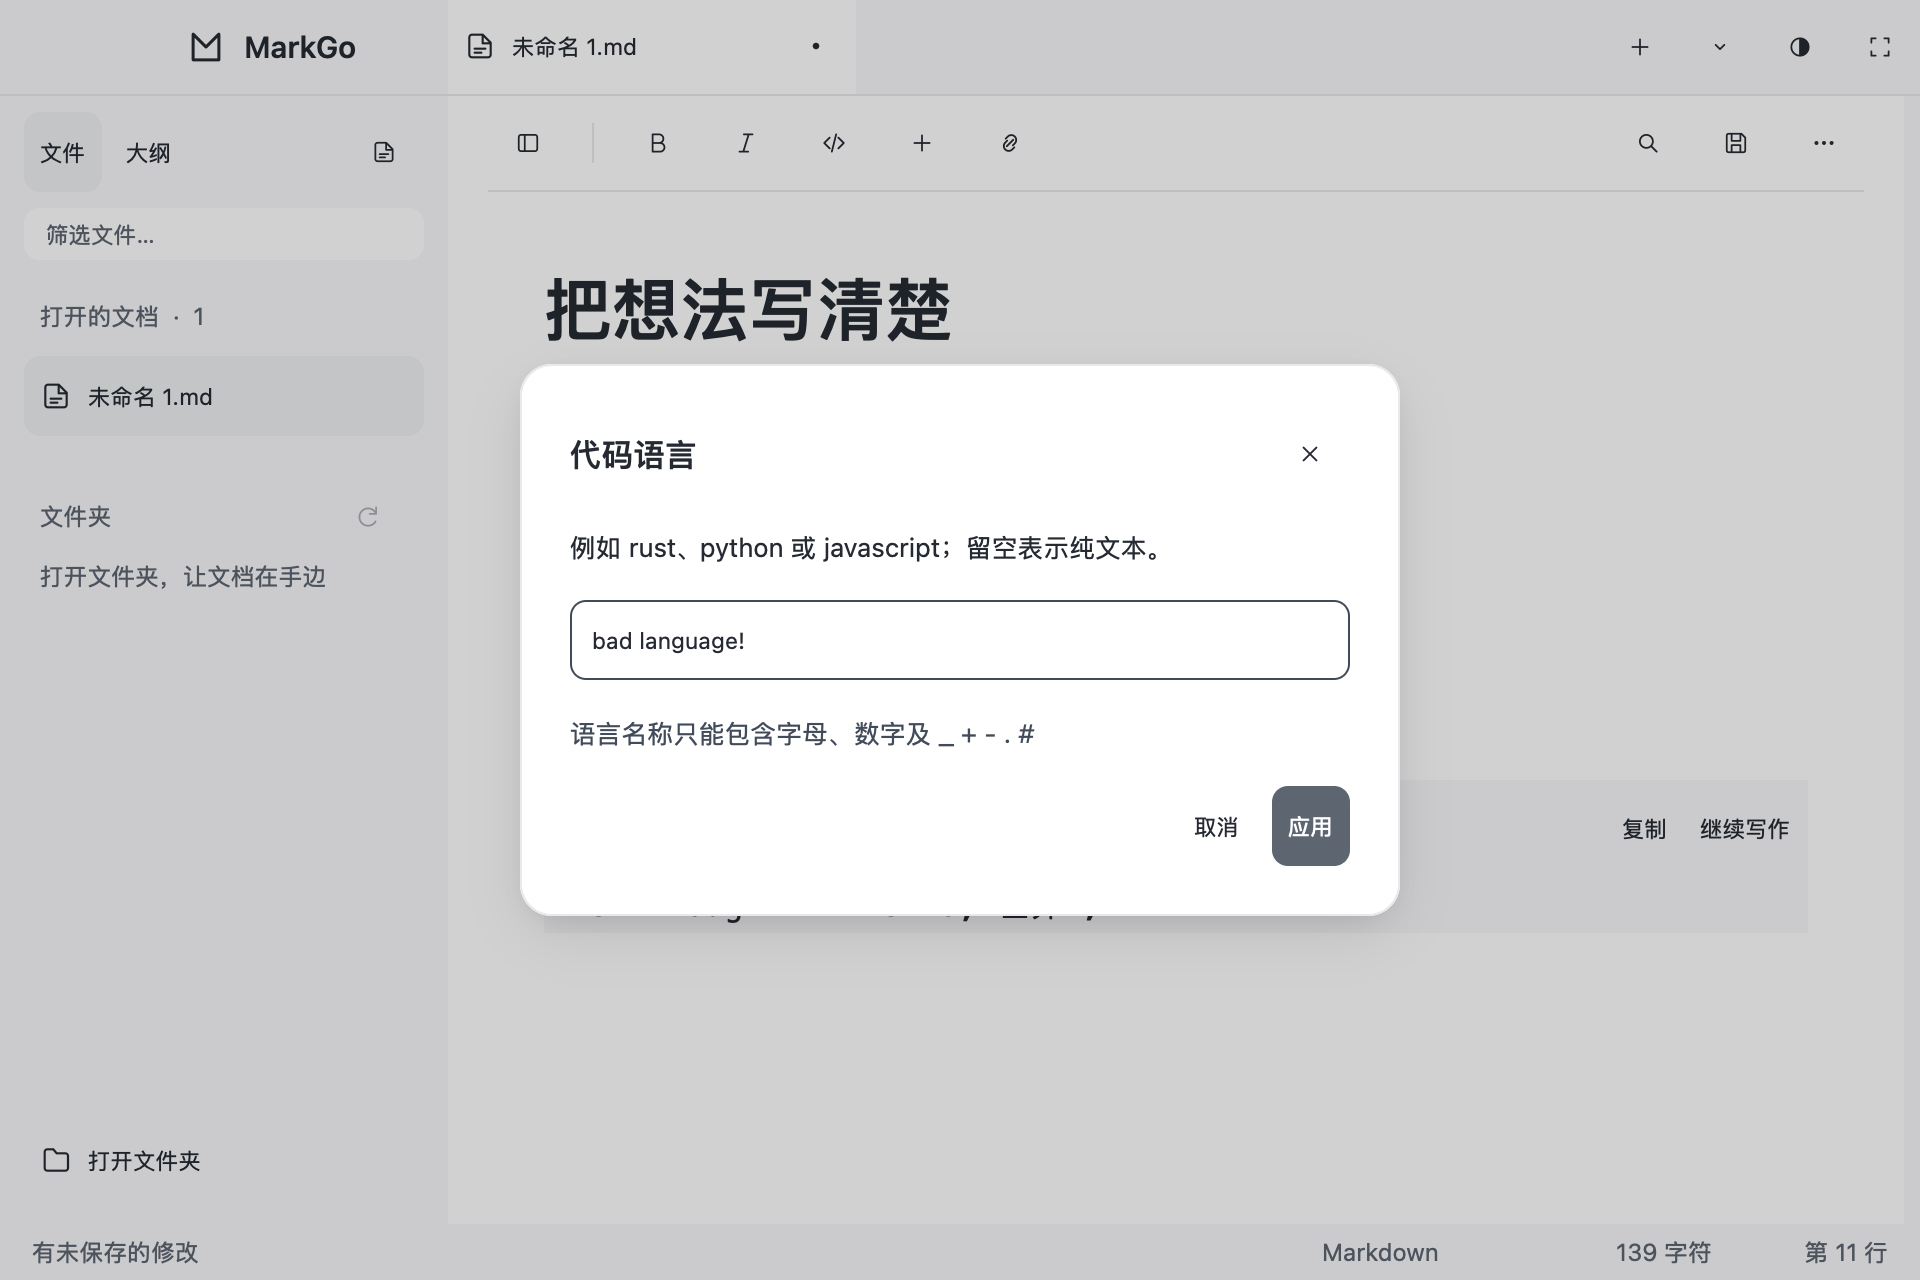 MarkGo
未命名 1.md
文件
大纲
筛选文件...
打开的文档 · 1
未命名 1.md
文件夹
打开文件夹，让文档在手边
打开文件夹
有未保存的修改
把想法写清楚
代码语言
例如 rust、python 或 javascript；留空表示纯文本。
bad language!
语言名称只能包含字母、数字及 _ + - . #
取消
应用
复制
继续写作
Markdown
139 字符
第 11 行